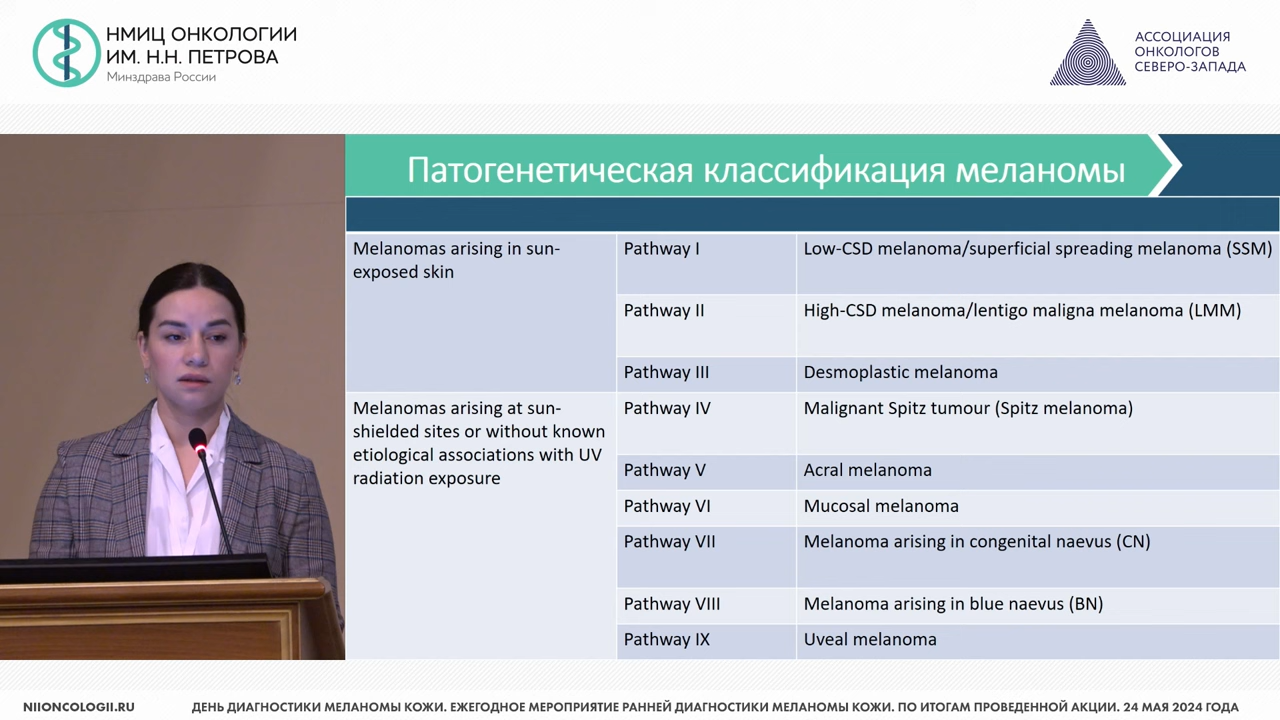 НМИЦ ОНКОЛОГИИ
ИМ. Н.Н. ПЕТРОВА
Минздрава России
АССОЦИАЦИЯ
ОНКОЛОГОВ
СЕВЕРО-ЗАПАДА
Патогенетическая классификация меланомы
Melanomas arising in sun-
exposed skin
Pathway I
Low-CSD melanoma/superficial spreading melanoma (SSM)
Pathway II
High-CSD melanoma/lentigo maligna melanoma (LMM)
Pathway III
Desmoplastic melanoma
Melanomas arising at sun-
shielded sites or without known
etiological associations with UV
radiation exposure
Pathway IV
Malignant Spitz tumour (Spitz melanoma)
Pathway V
Acral melanoma
Pathway VI
Mucosal melanoma
Pathway VII
Melanoma arising in congenital naevus (CN)
Pathway VIII
Melanoma arising in blue naevus (BN)
Pathway IX
Uveal melanoma
NIIONCOLOGII.RU
ДЕНЬ ДИАГНОСТИКИ МЕЛАНОМЫ КОЖИ. ЕЖЕГОДНОЕ МЕРОПРИЯТИЕ РАННЕЙ ДИАГНОСТИКИ МЕЛАНОМЫ КОЖИ. ПО ИТОГАМ ПРОВЕДЕННОЙ АКЦИИ. 24 МАЯ 2024 ГОДА